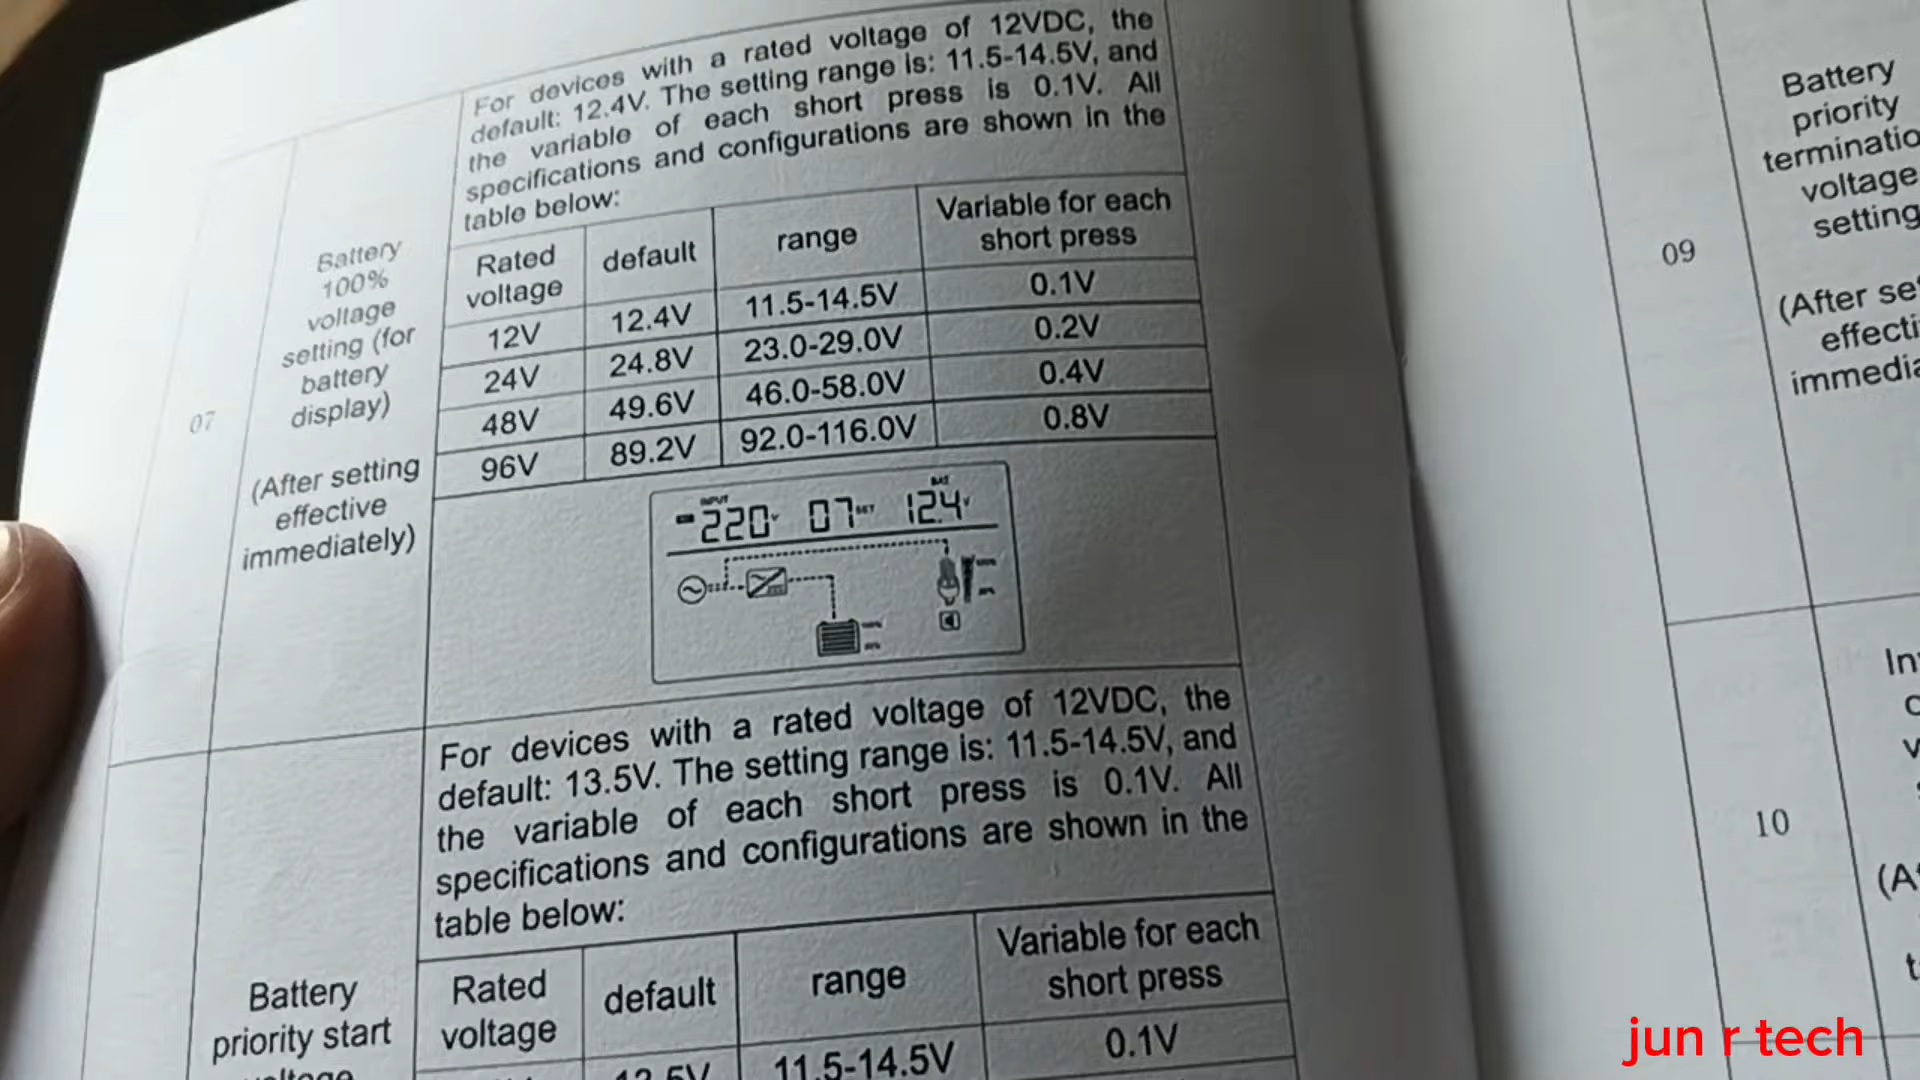 For devices with a rated voltage of 12VDC, the
default: 12.4V. The setting range is: 11.5-14.5V, and
the variable of each short press is 0.1V. All
specifications and configurations are shown in the
table below:
07
Battery
100%
voltage
setting (for
battery
display)
(After setting
effective
immediately)
Rated voltage default range Variable for each short press
12V 12.4V 11.5-14.5V 0.1V
24V 24.8V 23.0-29.0V 0.2V
48V 49.6V 46.0-58.0V 0.4V
96V 89.2V 92.0-116.0V 0.8V
INPUT BAT
220V 07 SET 12.4V
For devices with a rated voltage of 12VDC, the
default: 13.5V. The setting range is: 11.5-14.5V, and
the variable of each short press is 0.1V. All
specifications and configurations are shown in the
table below:
Battery
priority start
Rated voltage default range Variable for each short press
11.5-14.5V 0.1V
09
Battery
priority
voltage
setting
10
jun r tech